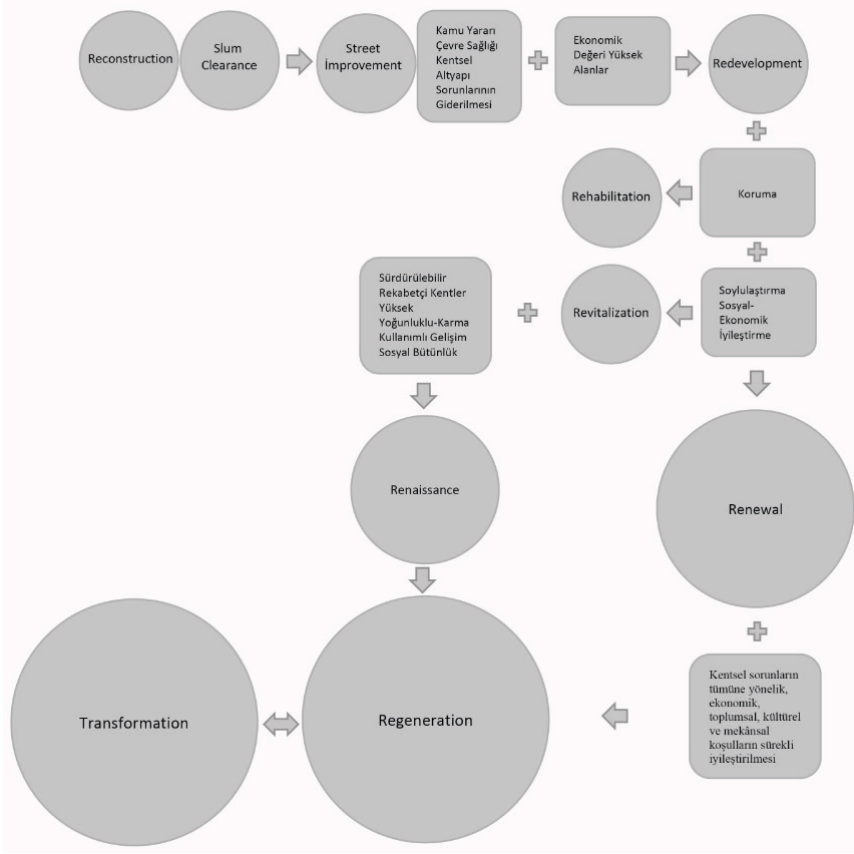 Reconstruction
Slum
Clearance
Street
İmprovement
Kamu Yararı
Çevre Sağlığı
Kentsel
Altyapı
Sorunlarının
Giderilmesi
Ekonomik
Değeri Yüksek
Alanlar
Redevelopment
Rehabilitation
Koruma
Sürdürülebilir
Rekabetçi Kentler
Yüksek
Yoğunluklu-Karma
Kullanımlı Gelişim
Sosyal Bütünlük
Revitalization
Soylulaştırma
Sosyal-
Ekonomik
İyileştirme
Renaissance
Renewal
Transformation
Regeneration
Kentsel sorunların
tümüne yönelik,
ekonomik,
toplumsal, kültürel
ve mekânsal
koşulların sürekli
iyileştirilmesi